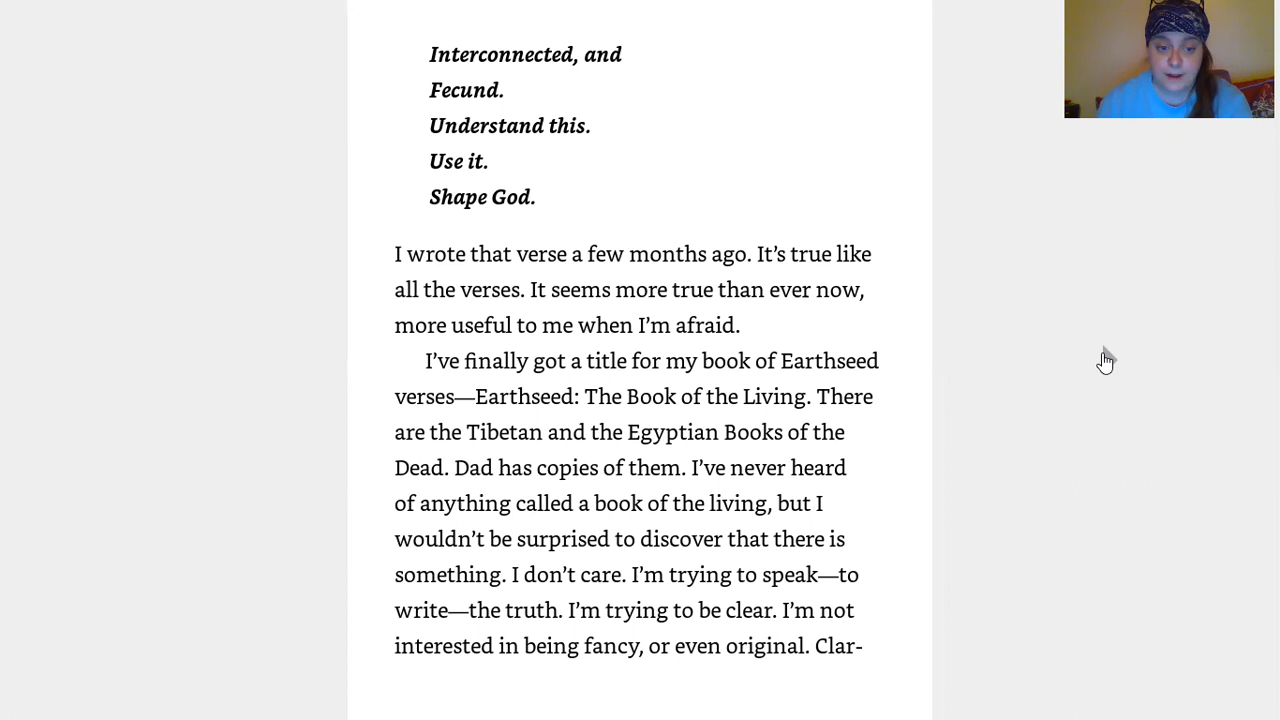 Interconnected, and
Fecund.
Understand this.
Use it.
Shape God.
I wrote that verse a few months ago. It’s true like
all the verses. It seems more true than ever now,
more useful to me when I’m afraid.
I’ve finally got a title for my book of Earthseed
verses—Earthseed: The Book of the Living. There
are the Tibetan and the Egyptian Books of the
Dead. Dad has copies of them. I’ve never heard
of anything called a book of the living, but I
wouldn’t be surprised to discover that there is
something. I don’t care. I’m trying to speak—to
write—the truth. I’m trying to be clear. I’m not
interested in being fancy, or even original. Clar-